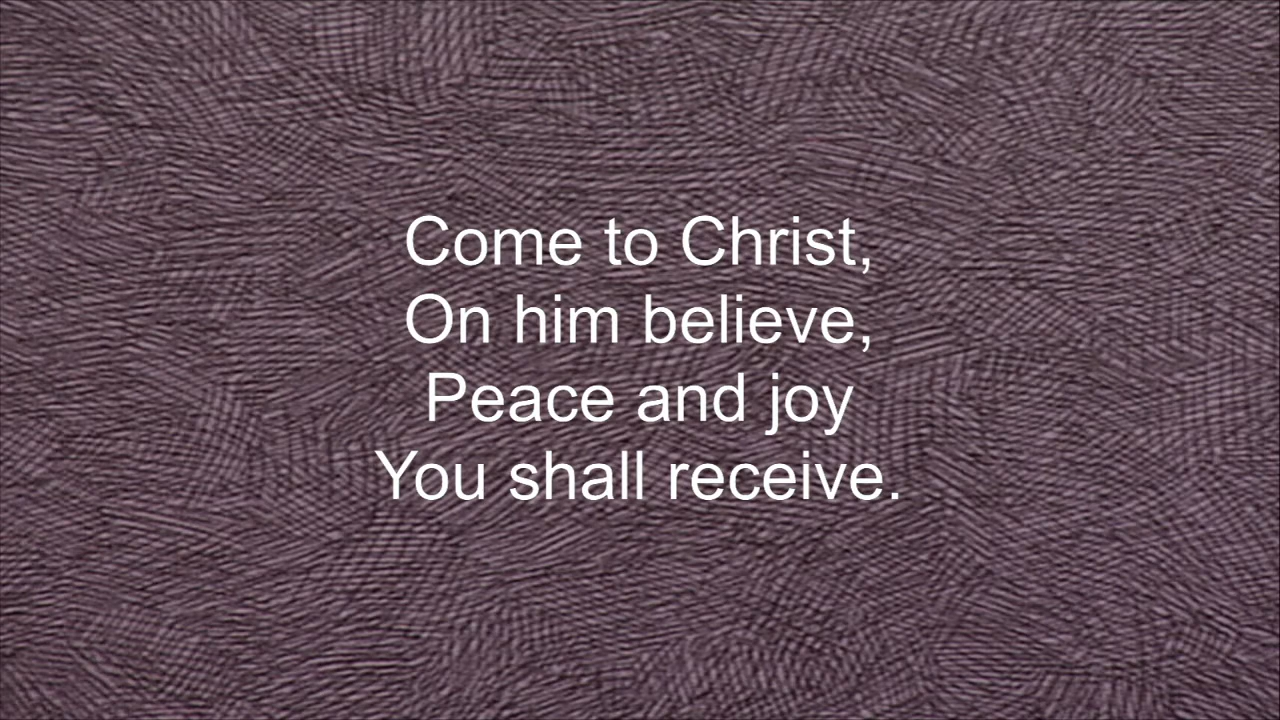 Come to Christ,
On him believe,
Peace and joy
You shall receive.